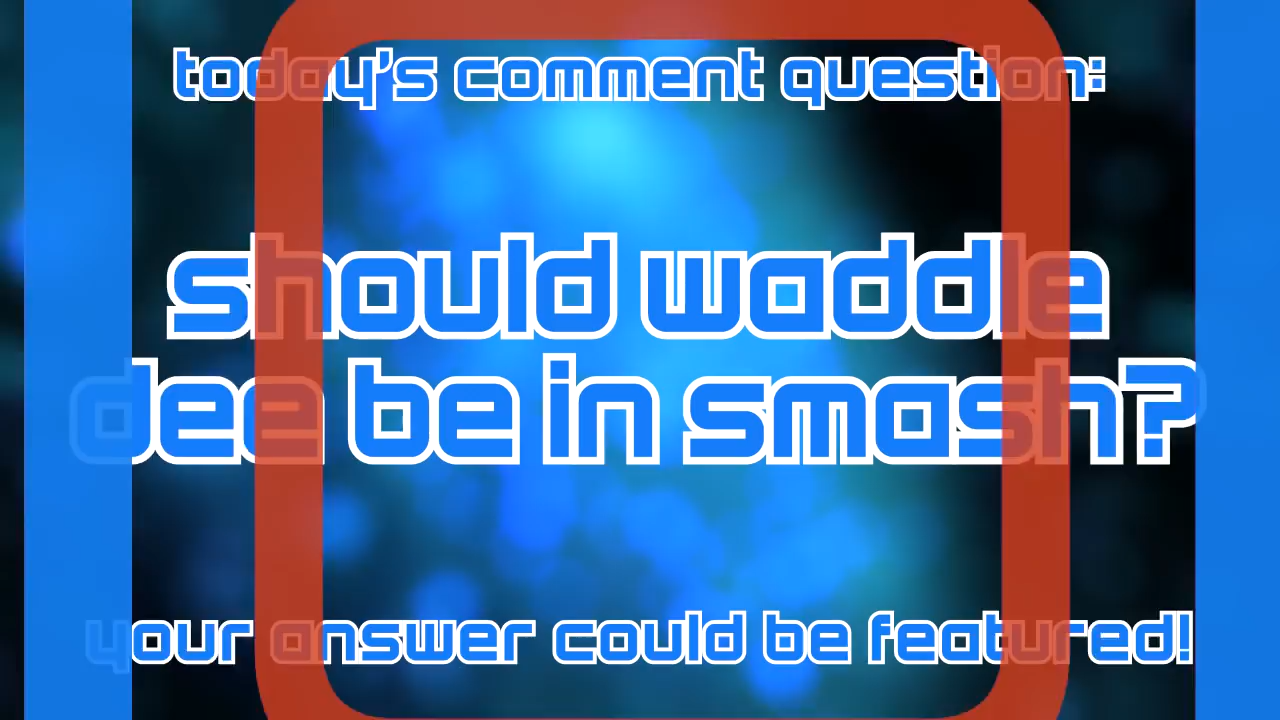 today's comment question:
should waddle
dee be in smash?
your answer could be featured!